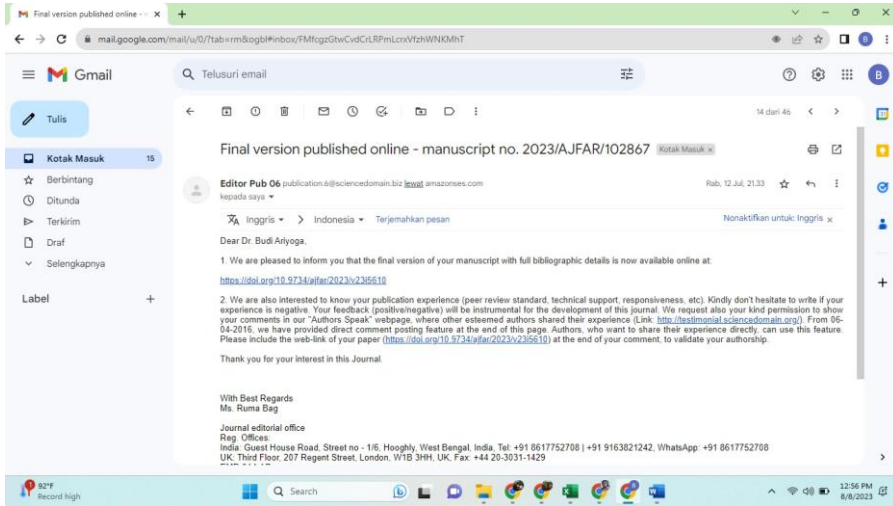 Final version published online -
mail.google.com/mail/u/0/?tab=rm&ogbl#inbox/FMfcgzGtwCvdCrLRPmLcrxVfzhWNKMhT
Gmail
Telusuri email
B
Tulis
14 dari 46
Kotak Masuk 15
Berbintang
Ditunda
Terkirim
Draf
Selengkapnya
Label
Final version published online - manuscript no. 2023/AJFAR/102867 Kotak Masuk x
Editor Pub 06 publication.6@sciencedomain.biz lewat amazonses.com
Rab, 12 Jul, 21.33
kepada saya
Inggris > Indonesia Terjemahkan pesan
Nonaktifkan untuk: Inggris x
Dear Dr. Budi Ariyoga,
1. We are pleased to inform you that the final version of your manuscript with full bibliographic details is now available online at:
https://doi.org/10.9734/ajfar/2023/v23i5610
2. We are also interested to know your publication experience (peer review standard, technical support, responsiveness, etc). Kindly don't hesitate to write if your
experience is negative. Your feedback (positive/negative) will be instrumental for the development of this journal. We request also your kind permission to show
your comments in our "Authors Speak" webpage, where other esteemed authors shared their experience (Link: http://testimonial.sciencedomain.org/). From 06-
04-2016, we have provided direct comment posting feature at the end of this page. Authors, who want to share their experience directly, can use this feature.
Please include the web-link of your paper (https://doi.org/10.9734/ajfar/2023/v23i5610) at the end of your comment, to validate your authorship.
Thank you for your interest in this Journal.
With Best Regards
Ms. Ruma Bag
Journal editorial office
Reg. Offices:
India: Guest House Road, Street no - 1/6, Hooghly, West Bengal, India, Tel: +91 8617752708 | +91 9163821242, WhatsApp: +91 8617752708
UK: Third Floor, 207 Regent Street, London, W1B 3HH, UK, Fax: +44 20-3031-1429
92°F
Record high
Search
12:56 PM
8/8/2023